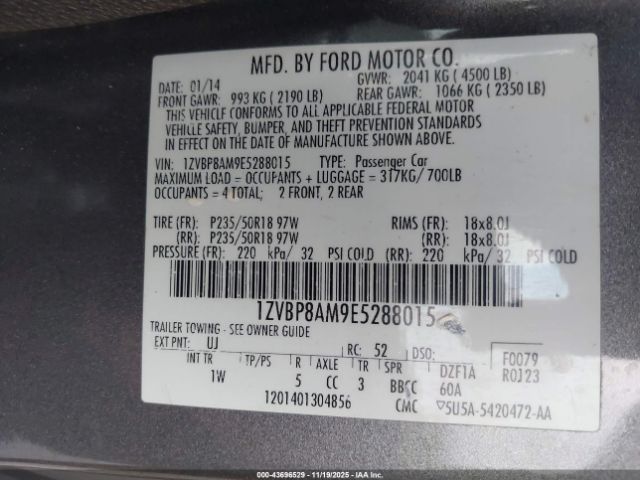 MFD. BY FORD MOTOR CO.
DATE: 01/14 GVWR: 2041 KG ( 4500 LB)
FRONT GAWR: 993 KG ( 2190 LB) REAR GAWR: 1066 KG ( 2350 LB)
THIS VEHICLE CONFORMS TO ALL APPLICABLE FEDERAL MOTOR
VEHICLE SAFETY, BUMPER, AND THEFT PREVENTION STANDARDS
IN EFFECT ON THE DATE OF MANUFACTURE SHOWN ABOVE.
VIN: 1ZVBP8AM9E5288015 TYPE: Passenger Car
MAXIMUM LOAD = OCCUPANTS + LUGGAGE = 317KG/ 700LB
OCCUPANTS = 4 TOTAL; 2 FRONT, 2 REAR
TIRE (FR): P235/50R18 97W RIMS (FR): 18x8.0J
(RR): P235/50R18 97W (RR): 18x8.0J
PRESSURE (FR): 220 kPa/ 32 PSI COLD (RR): 220 kPa/ 32 PSI COLD
1ZVBP8AM9E5288015
TRAILER TOWING - SEE OWNER GUIDE
EXT PNT: UJ RC: 52 DSO: F0079
INT TR TP/PS R AXLE TR SPR DZF1A R0J23
1W 5 CC 3 BBCC 60A
1201401304856 CMC ▽5U5A-5420472-AA
00-43696529 - 11/19/2025 - IAAI.com